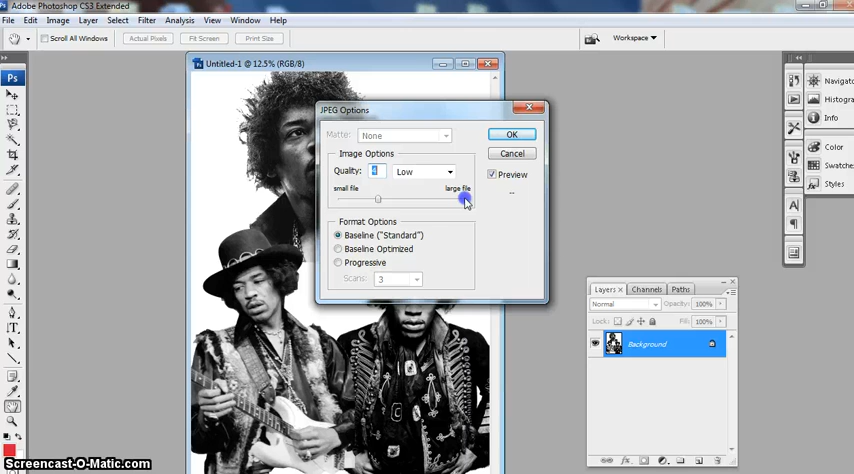 Adobe Photoshop CS3 Extended
File Edit Image Layer Select Filter Analysis View Window Help
Scroll All Windows Actual Pixels Fit Screen Print Size Workspace
Ps
Untitled-1 @ 12.5% (RGB/8)
JPEG Options
Matte: None
OK
Image Options
Cancel
Quality: 4 Low
Preview
small file large file
--
Format Options
Baseline ("Standard")
Baseline Optimized
Progressive
Scans: 3
Navigator
Histogra
Info
Color
Swatches
Styles
Layers Channels Paths
Normal Opacity: 100%
Lock: Fill: 100%
Background
Screencast-O-Matic.com